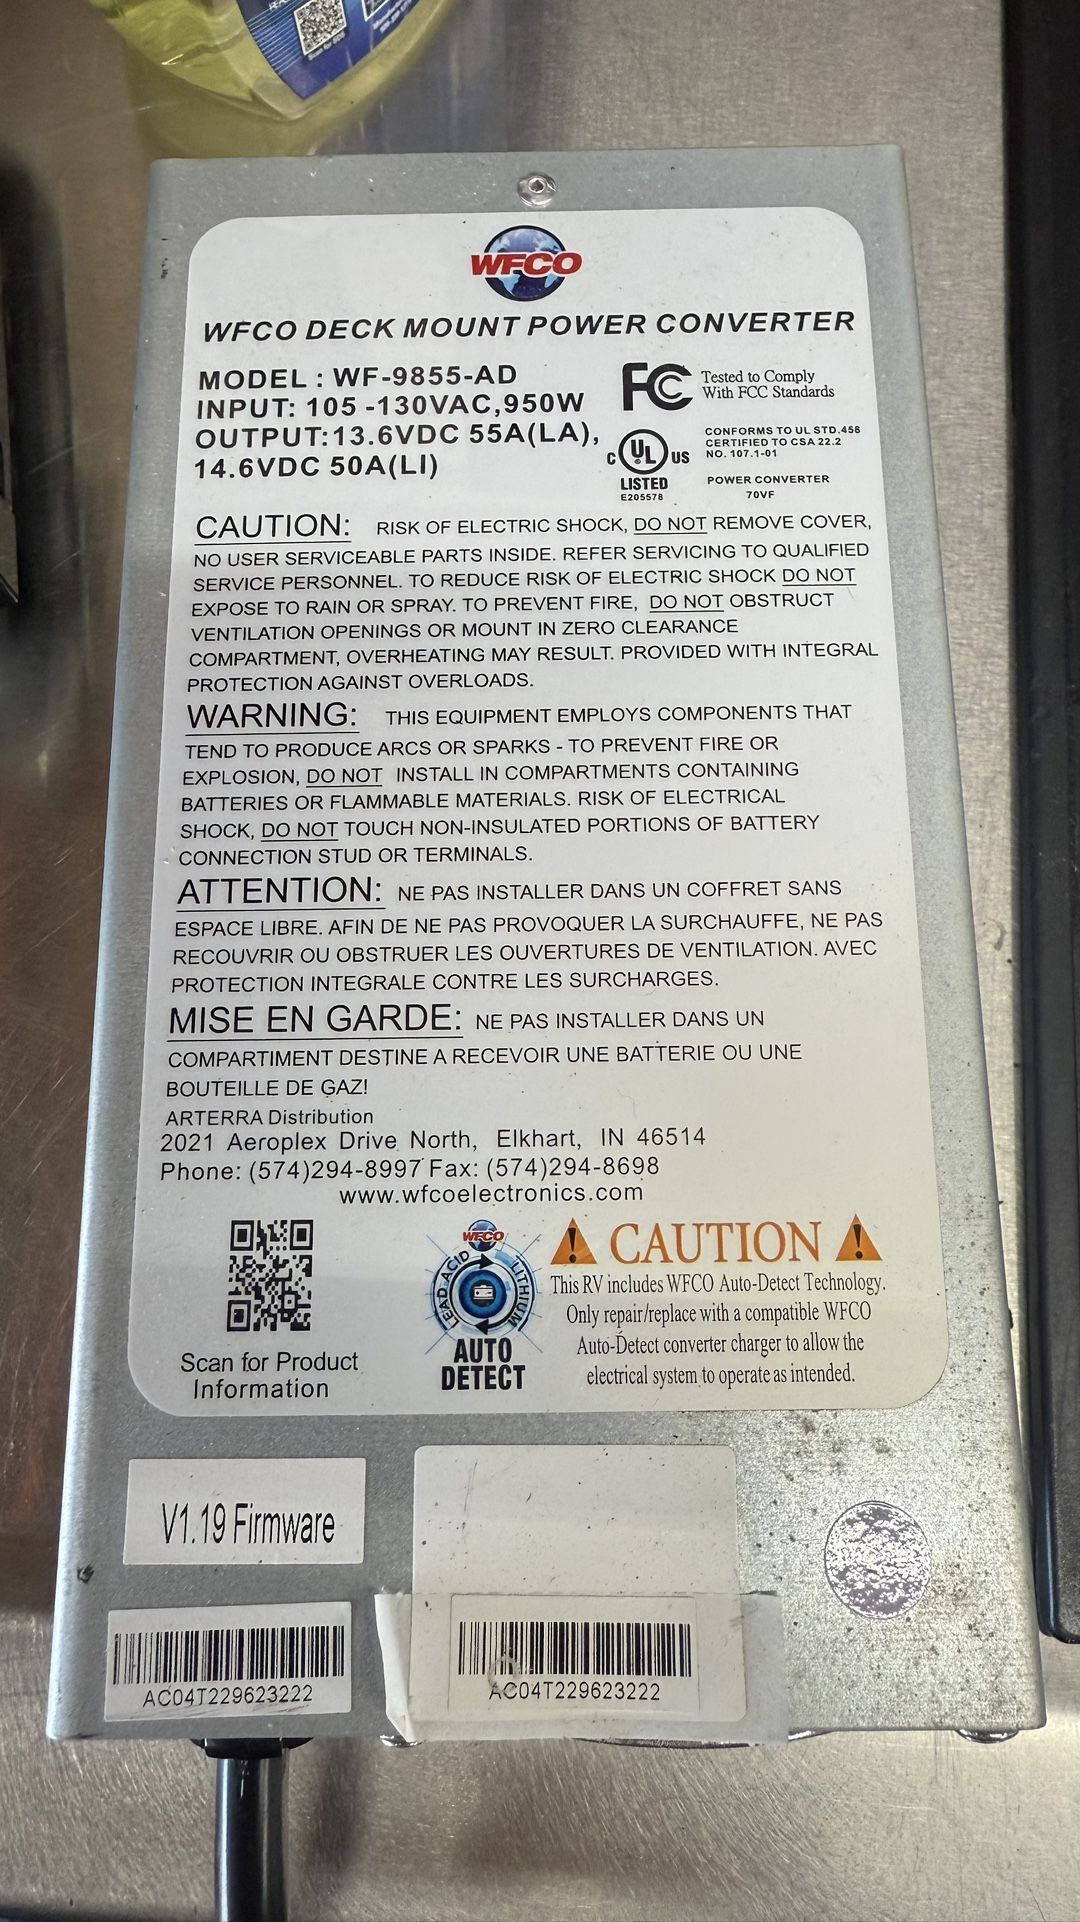 Scan for SDS
WFCO
WFCO DECK MOUNT POWER CONVERTER
MODEL : WF-9855-AD
INPUT: 105 -130VAC,950W
OUTPUT:13.6VDC 55A(LA),
14.6VDC 50A(LI)
FC Tested to Comply
With FCC Standards
C UL US
LISTED
E205578
CONFORMS TO UL STD.458
CERTIFIED TO CSA 22.2
NO. 107.1-01
POWER CONVERTER
70VF
CAUTION: RISK OF ELECTRIC SHOCK, DO NOT REMOVE COVER,
NO USER SERVICEABLE PARTS INSIDE. REFER SERVICING TO QUALIFIED
SERVICE PERSONNEL. TO REDUCE RISK OF ELECTRIC SHOCK DO NOT
EXPOSE TO RAIN OR SPRAY. TO PREVENT FIRE, DO NOT OBSTRUCT
VENTILATION OPENINGS OR MOUNT IN ZERO CLEARANCE
COMPARTMENT, OVERHEATING MAY RESULT. PROVIDED WITH INTEGRAL
PROTECTION AGAINST OVERLOADS.
WARNING: THIS EQUIPMENT EMPLOYS COMPONENTS THAT
TEND TO PRODUCE ARCS OR SPARKS - TO PREVENT FIRE OR
EXPLOSION, DO NOT INSTALL IN COMPARTMENTS CONTAINING
BATTERIES OR FLAMMABLE MATERIALS. RISK OF ELECTRICAL
SHOCK, DO NOT TOUCH NON-INSULATED PORTIONS OF BATTERY
CONNECTION STUD OR TERMINALS.
ATTENTION: NE PAS INSTALLER DANS UN COFFRET SANS
ESPACE LIBRE. AFIN DE NE PAS PROVOQUER LA SURCHAUFFE, NE PAS
RECOUVRIR OU OBSTRUER LES OUVERTURES DE VENTILATION. AVEC
PROTECTION INTEGRALE CONTRE LES SURCHARGES.
MISE EN GARDE: NE PAS INSTALLER DANS UN
COMPARTIMENT DESTINE A RECEVOIR UNE BATTERIE OU UNE
BOUTEILLE DE GAZ!
ARTERRA Distribution
2021 Aeroplex Drive North, Elkhart, IN 46514
Phone: (574)294-8997 Fax: (574)294-8698
www.wfcoelectronics.com
Scan for Product
Information
WFCO
LEAD-ACID
LITHIUM
AUTO
DETECT
CAUTION
This RV includes WFCO Auto-Detect Technology.
Only repair/replace with a compatible WFCO
Auto-Detect converter charger to allow the
electrical system to operate as intended.
V1.19 Firmware
AC04T229623222
AC04T229623222